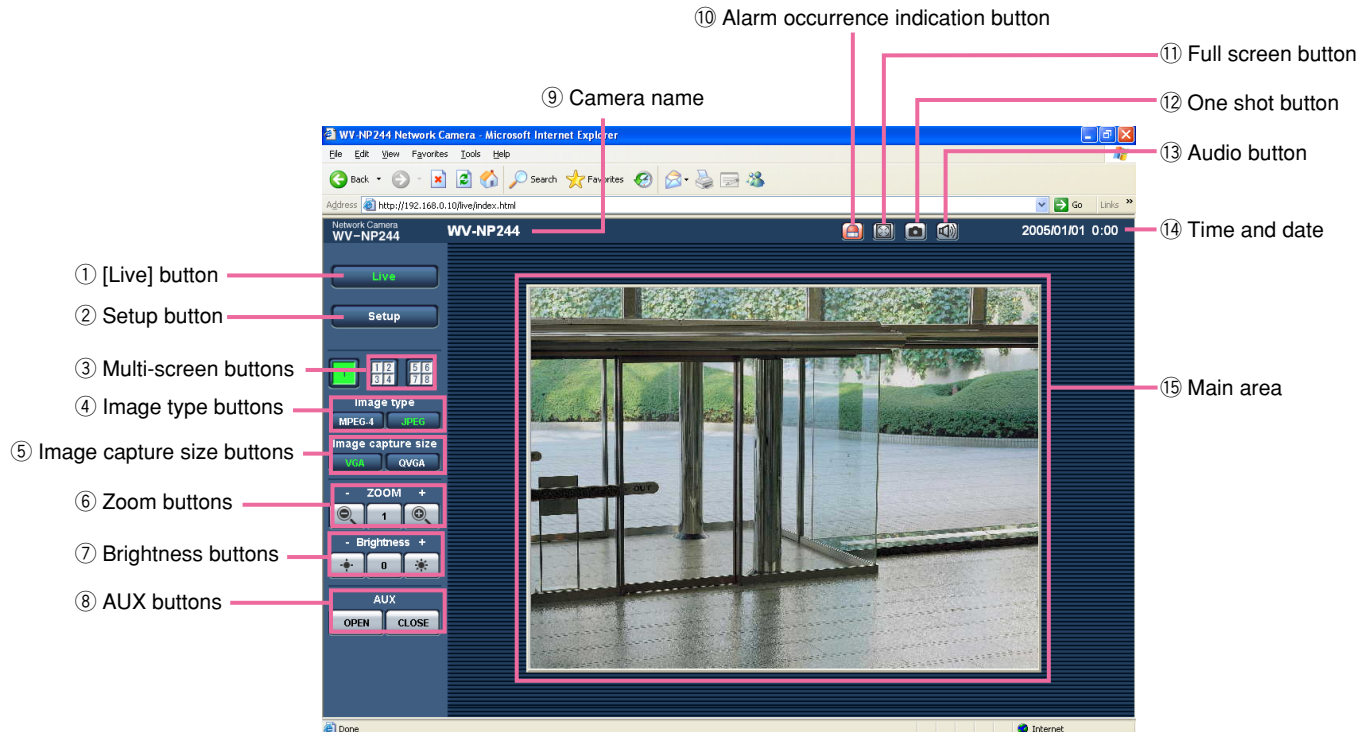 ⑩ Alarm occurrence indication button
⑪ Full screen button
⑨ Camera name
⑫ One shot button
WV-NP244 Network Camera - Microsoft Internet Explorer
File Edit View Favorites Tools Help
⑬ Audio button
Back Search Favorites
Address http://192.168.0.10/live/index.html Go Links »
Network Camera
WV-NP244
WV-NP244
2005/01/01 0:00
⑭ Time and date
① [Live] button
Live
② Setup button
Setup
③ Multi-screen buttons
1
1 2
3 4
5 6
7 8
⑮ Main area
④ Image type buttons
Image type
MPEG-4 JPEG
⑤ Image capture size buttons
Image capture size
VGA QVGA
⑥ Zoom buttons
- ZOOM +
1
OUT
⑦ Brightness buttons
- Brightness +
0
⑧ AUX buttons
AUX
OPEN CLOSE
Done
Internet